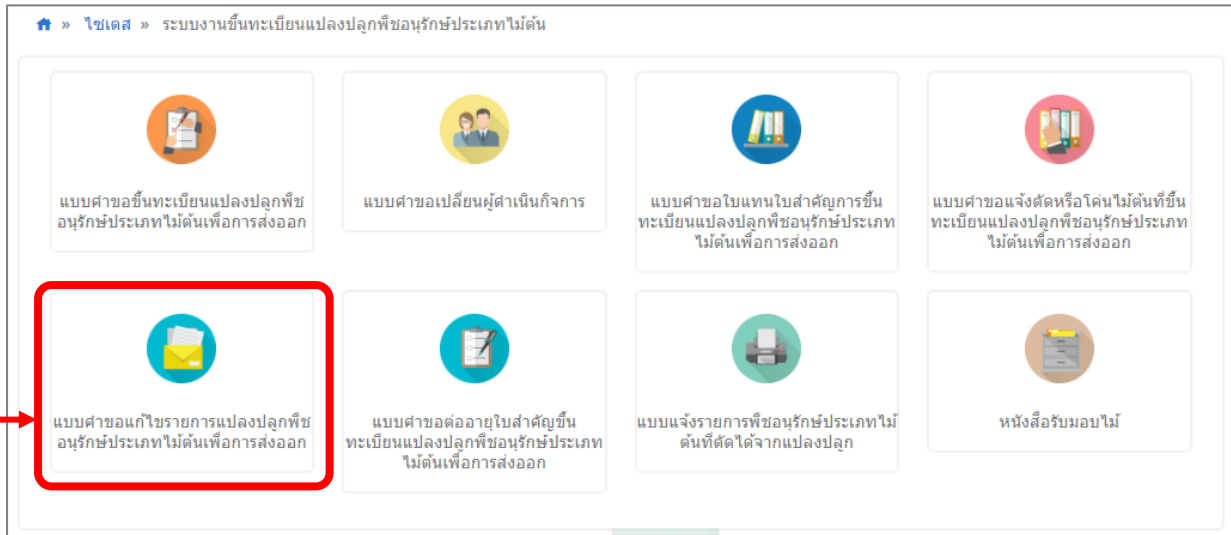 » ไซเตส » ระบบงานขึ้นทะเบียนแปลงปลูกพืชอนุรักษ์ประเภทไม้ต้น
แบบคำขอขึ้นทะเบียนแปลงปลูกพืช
อนุรักษ์ประเภทไม้ต้นเพื่อการส่งออก
แบบคำขอเปลี่ยนผู้ดำเนินกิจการ
แบบคำขอใบแทนใบสำคัญการขึ้น
ทะเบียนแปลงปลูกพืชอนุรักษ์ประเภท
ไม้ต้นเพื่อการส่งออก
แบบคำขอแจ้งตัดหรือโค่นไม้ต้นที่ขึ้น
ทะเบียนแปลงปลูกพืชอนุรักษ์ประเภท
ไม้ต้นเพื่อการส่งออก
แบบคำขอแก้ไขรายการแปลงปลูกพืช
อนุรักษ์ประเภทไม้ต้นเพื่อการส่งออก
แบบคำขอต่ออายุใบสำคัญขึ้น
ทะเบียนแปลงปลูกพืชอนุรักษ์ประเภท
ไม้ต้นเพื่อการส่งออก
แบบแจ้งรายการพืชอนุรักษ์ประเภทไม้
ต้นที่ตัดได้จากแปลงปลูก
หนังสือรับมอบไม้